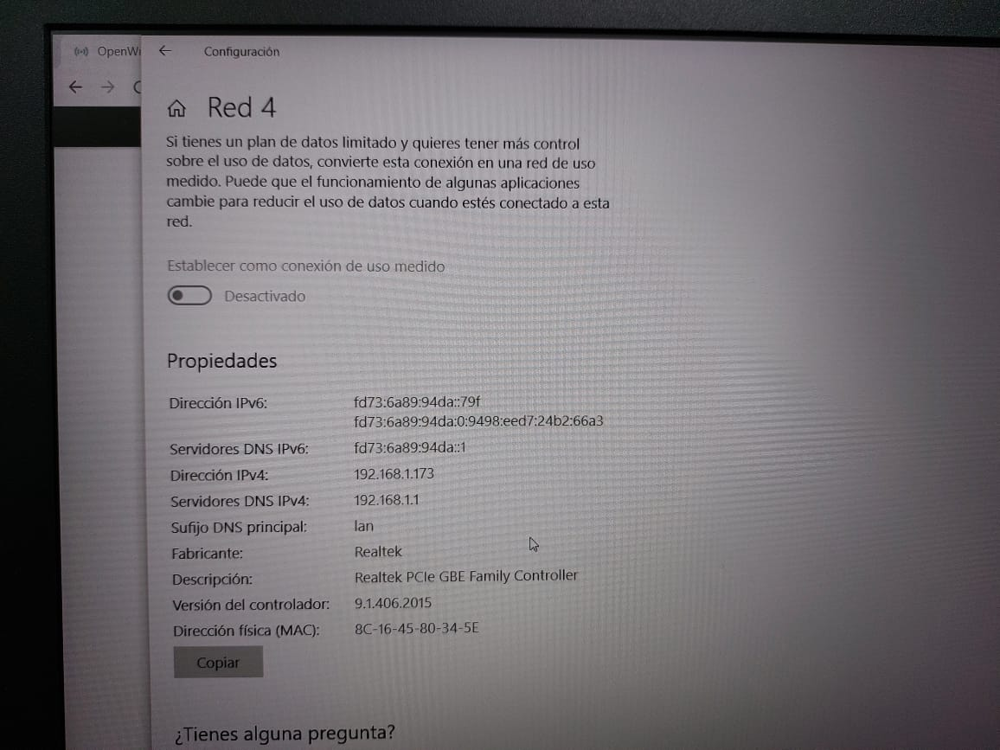 OpenWi
Configuración
Red 4
Si tienes un plan de datos limitado y quieres tener más control
sobre el uso de datos, convierte esta conexión en una red de uso
medido. Puede que el funcionamiento de algunas aplicaciones
cambie para reducir el uso de datos cuando estés conectado a esta
red.
Establecer como conexión de uso medido
Desactivado
Propiedades
Dirección IPv6: fd73:6a89:94da::79f
fd73:6a89:94da:0:9498:eed7:24b2:66a3
Servidores DNS IPv6: fd73:6a89:94da::1
Dirección IPv4: 192.168.1.173
Servidores DNS IPv4: 192.168.1.1
Sufijo DNS principal: lan
Fabricante: Realtek
Descripción: Realtek PCIe GBE Family Controller
Versión del controlador: 9.1.406.2015
Dirección física (MAC): 8C-16-45-80-34-5E
Copiar
¿Tienes alguna pregunta?